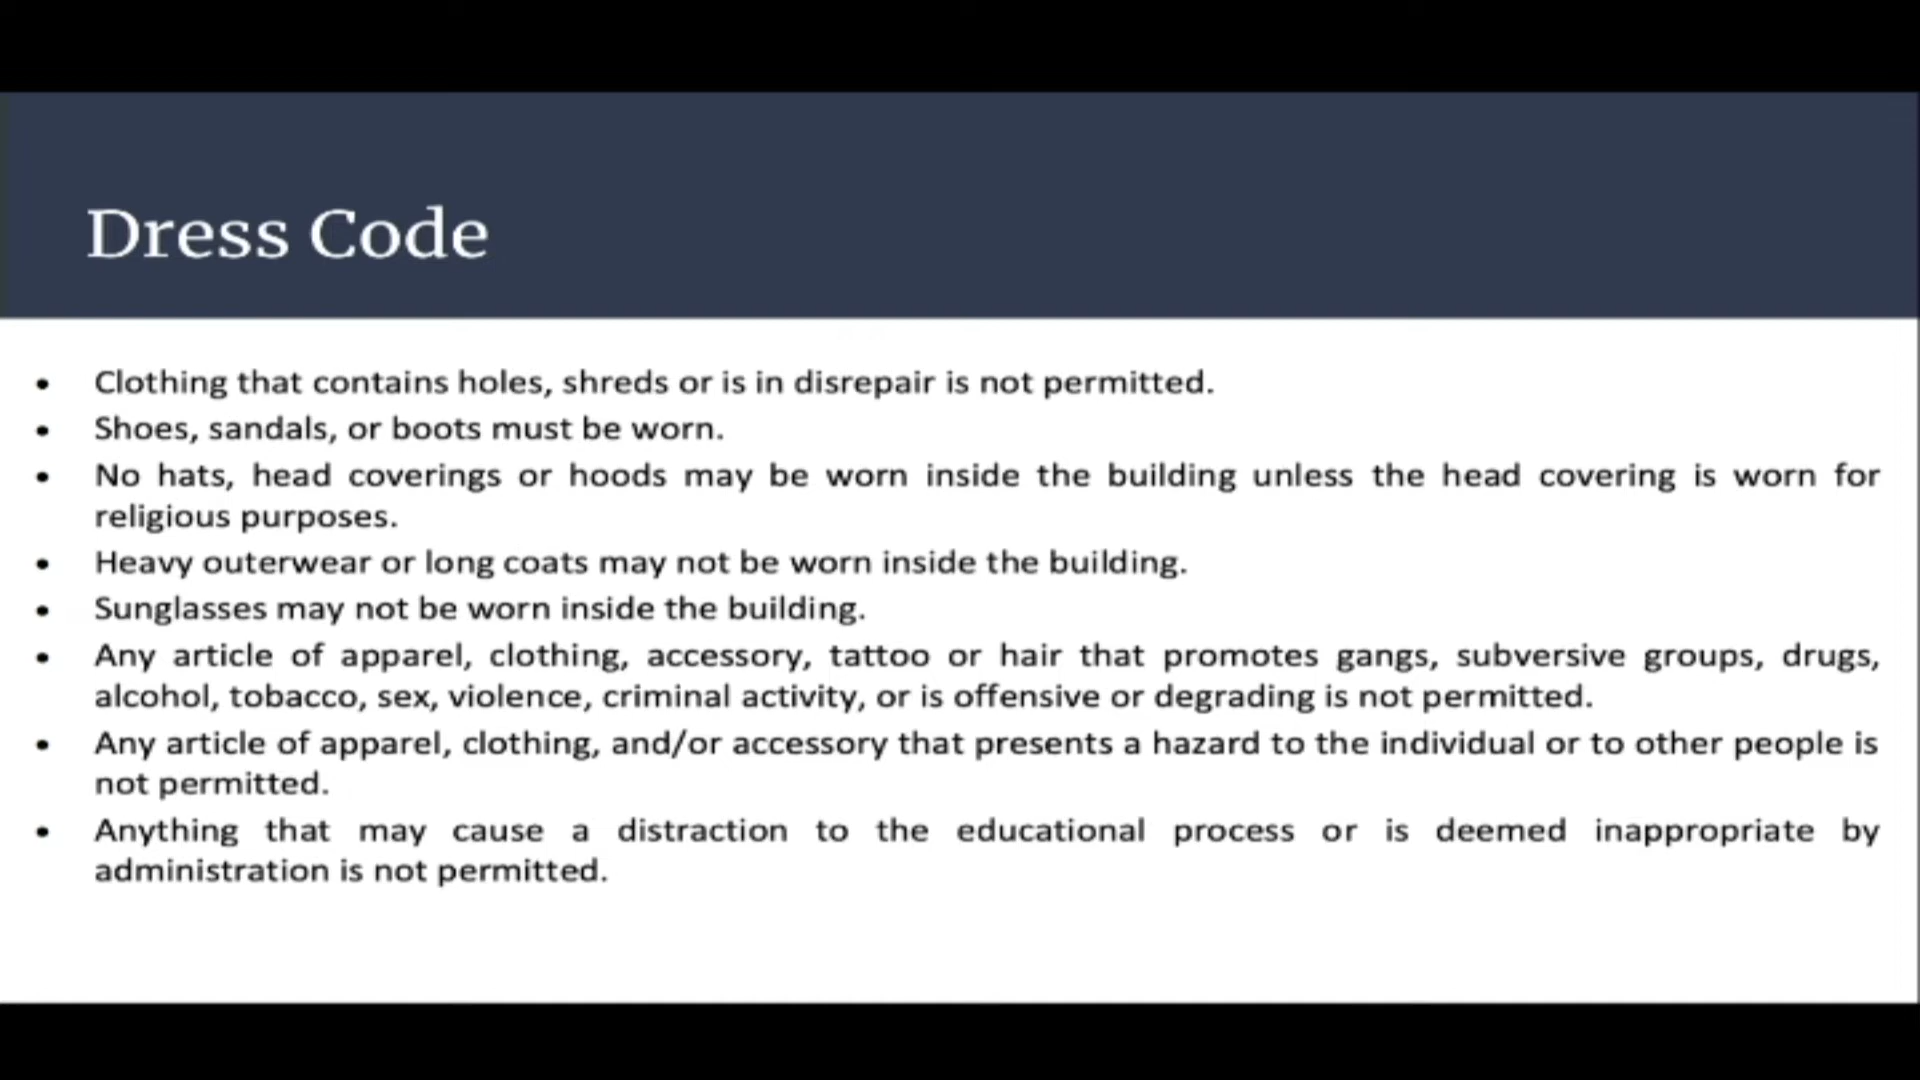 Dress Code
• Clothing that contains holes, shreds or is in disrepair is not permitted.
• Shoes, sandals, or boots must be worn.
• No hats, head coverings or hoods may be worn inside the building unless the head covering is worn for
religious purposes.
• Heavy outerwear or long coats may not be worn inside the building.
• Sunglasses may not be worn inside the building.
• Any article of apparel, clothing, accessory, tattoo or hair that promotes gangs, subversive groups, drugs,
alcohol, tobacco, sex, violence, criminal activity, or is offensive or degrading is not permitted.
• Any article of apparel, clothing, and/or accessory that presents a hazard to the individual or to other people is
not permitted.
• Anything that may cause a distraction to the educational process or is deemed inappropriate by
administration is not permitted.